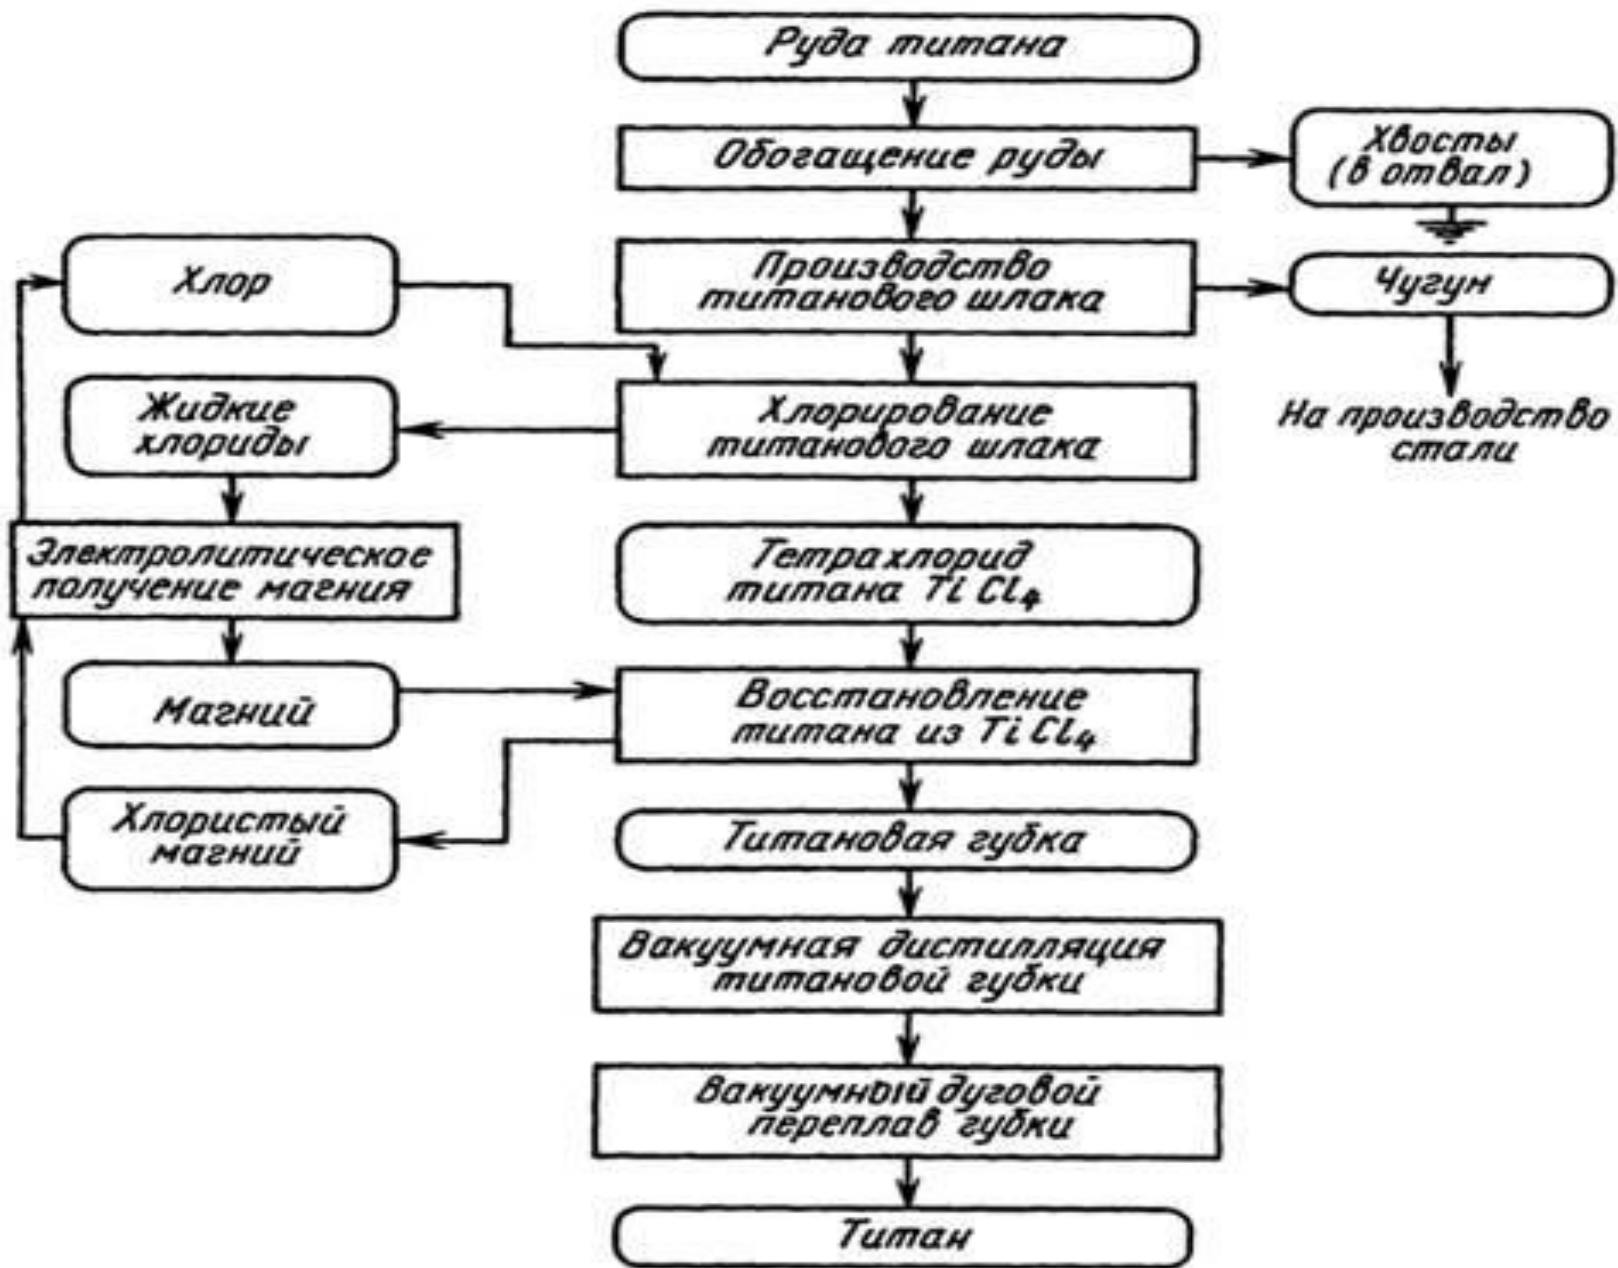 Руда титана
Обогащение руды
Хвосты
(в отвал)
Хлор
Производство
титанового шлака
Чугун
Жидкие
хлориды
Хлорирование
титанового шлака
На производство
стали
Электролитическое
получение магния
Тетрахлорид
титана TiCl₄
Магний
Восстановление
титана из TiCl₄
Хлористый
магний
Титановая губка
Вакуумная дистилляция
титановой губки
Вакуумный дуговой
переплав губки
Титан